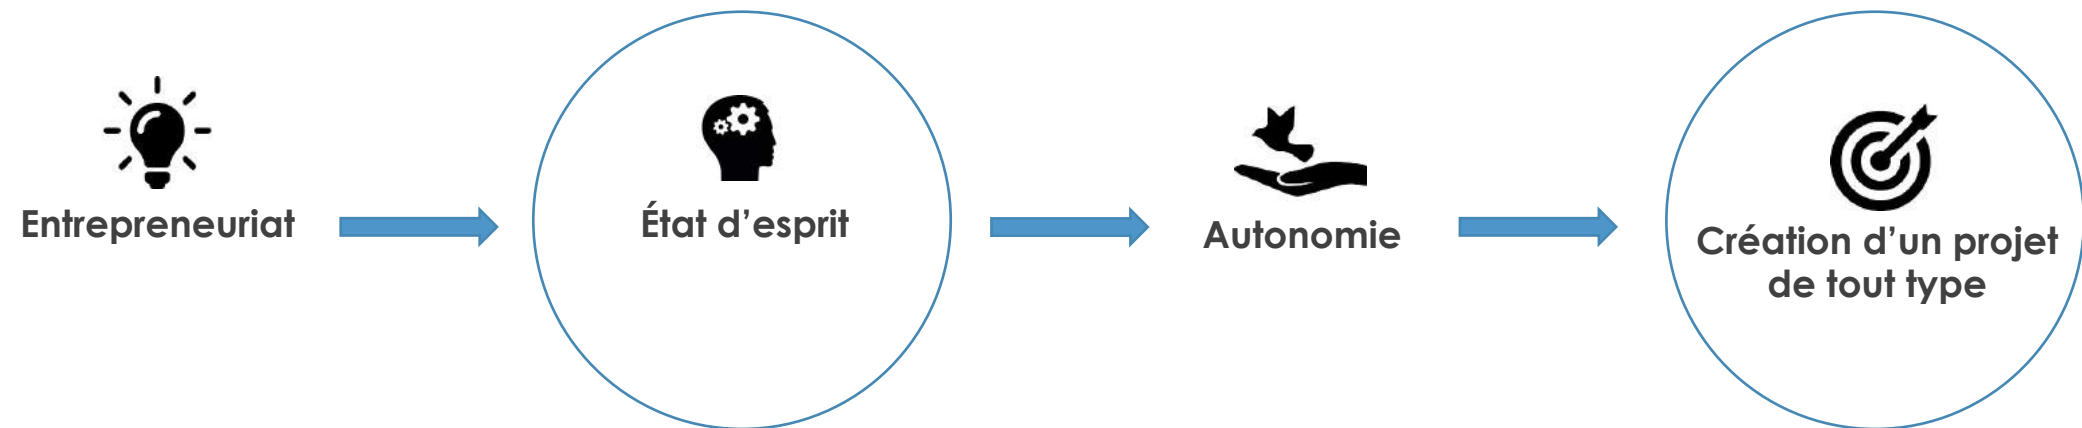 Entrepreneuriat
État d’esprit
Autonomie
Création d’un projet
de tout type